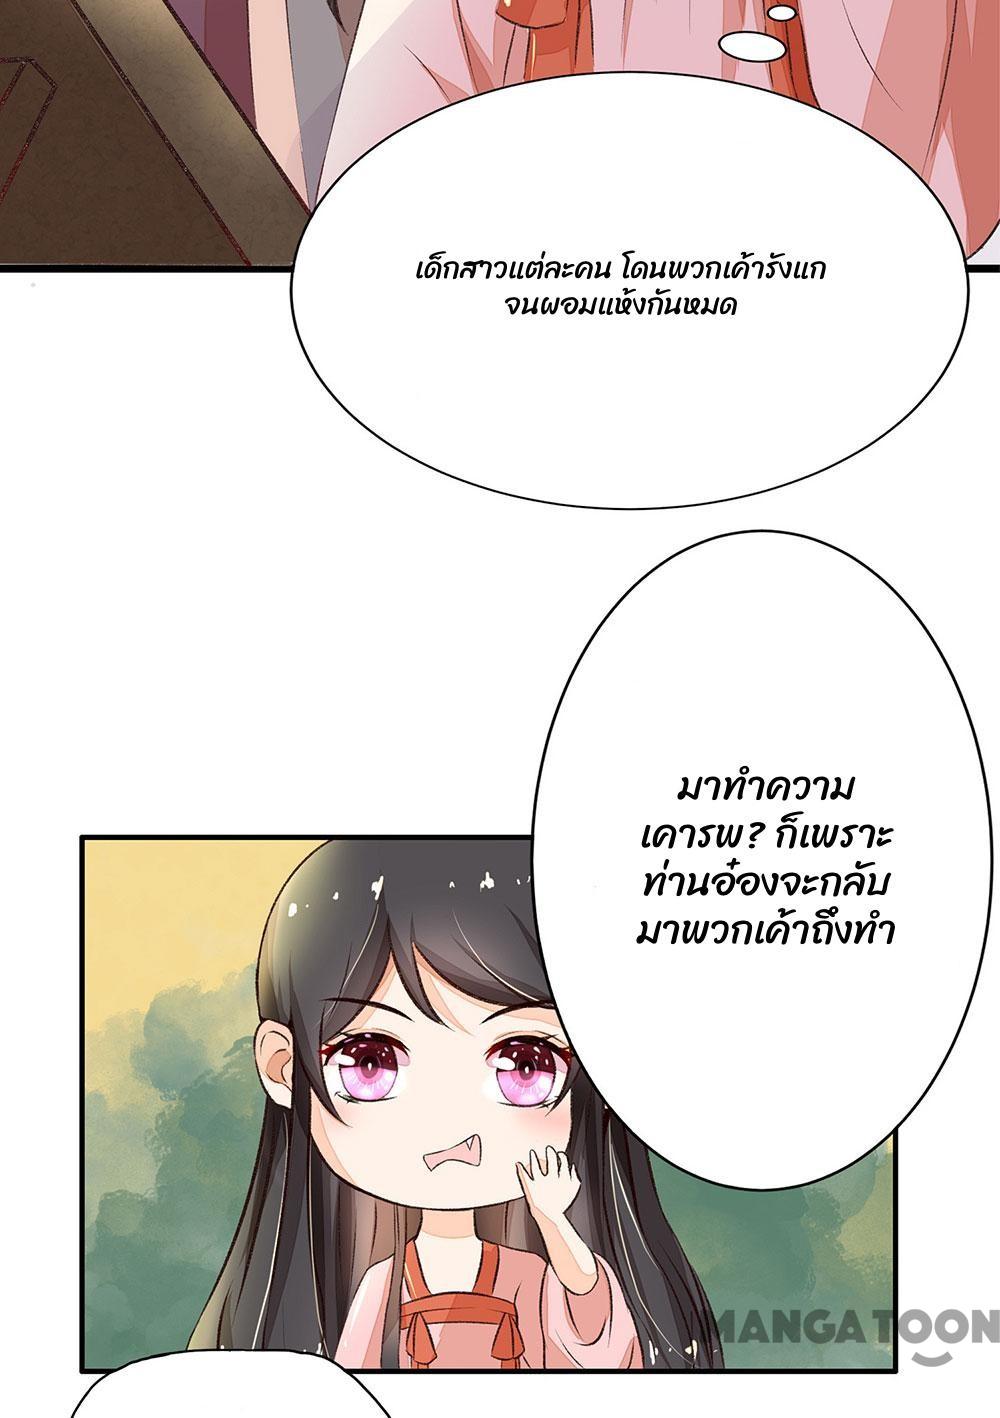 เด็กสาวแต่ละคน โดนพวกเค้ารังแก
จนผอมแห้งกันหมด
มาทำความ
เคารพ? ก็เพราะ
ท่านอ๋องจะกลับ
มาพวกเค้าถึงทำ
MANGATOON